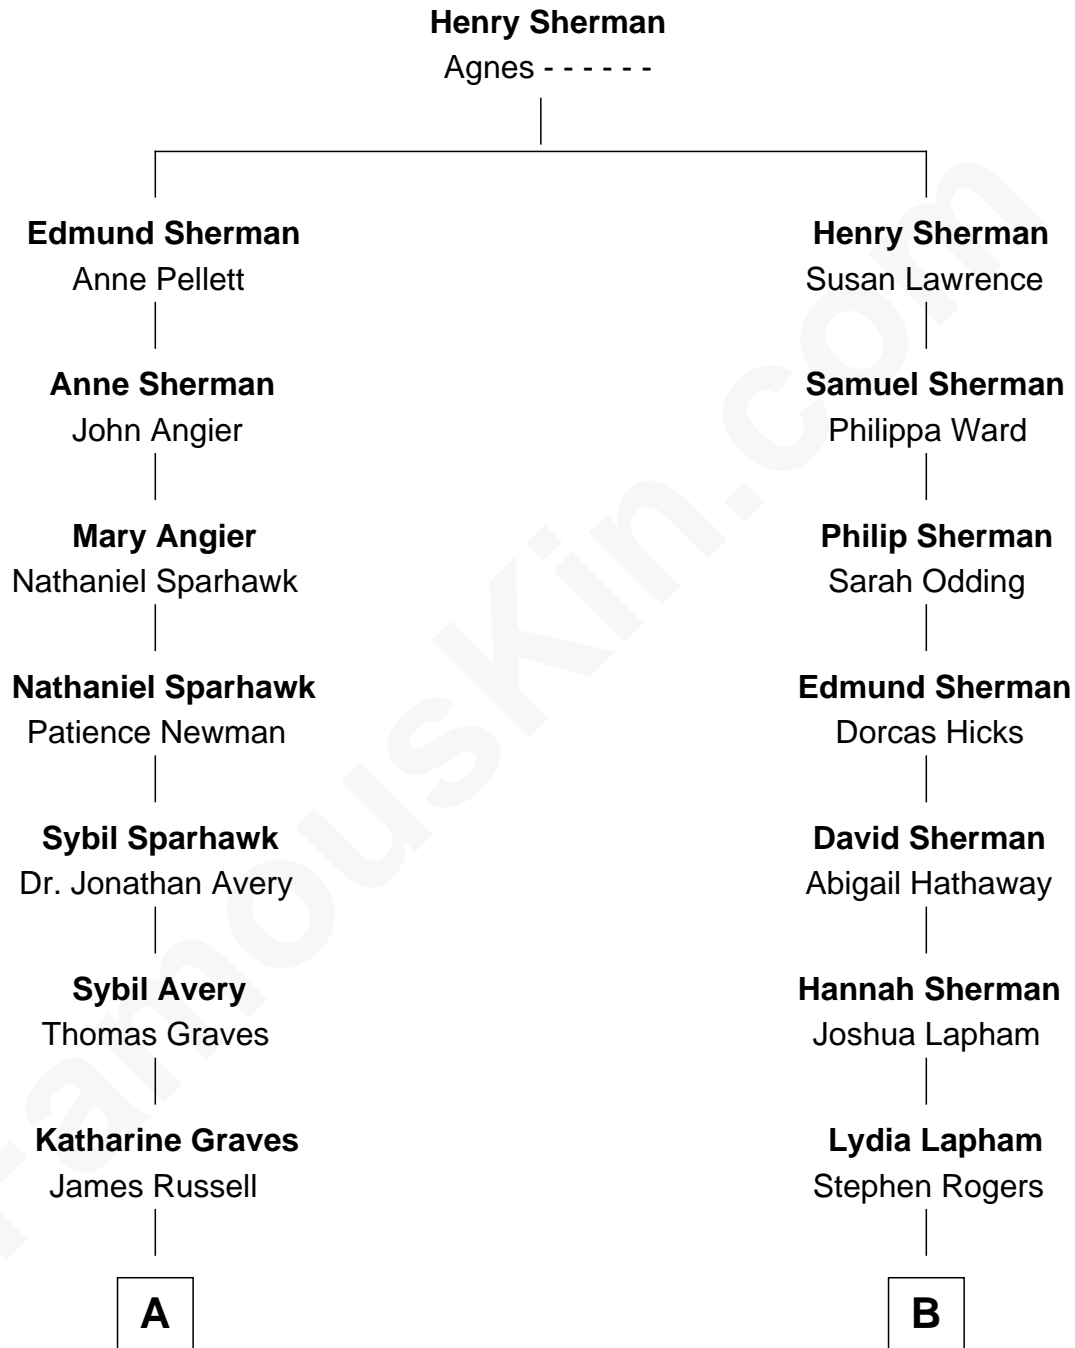 Henry Sherman
Agnes - - - - - -
Edmund Sherman
Anne Pellett
Henry Sherman
Susan Lawrence
Anne Sherman
John Angier
Samuel Sherman
Philippa Ward
Mary Angier
Nathaniel Sparhawk
Philip Sherman
Sarah Odding
Nathaniel Sparhawk
Patience Newman
Edmund Sherman
Dorcas Hicks
Sybil Sparhawk
Dr. Jonathan Avery
David Sherman
Abigail Hathaway
Sybil Avery
Thomas Graves
Hannah Sherman
Joshua Lapham
Katharine Graves
James Russell
Lydia Lapham
Stephen Rogers
A
B
FamousKin.com